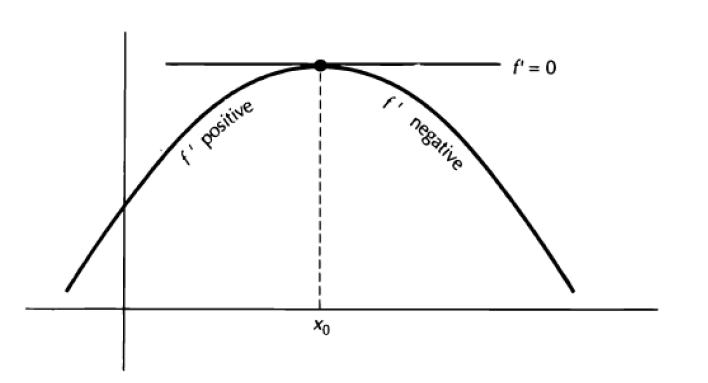 f' = 0
f ' positive
f ' negative
x₀